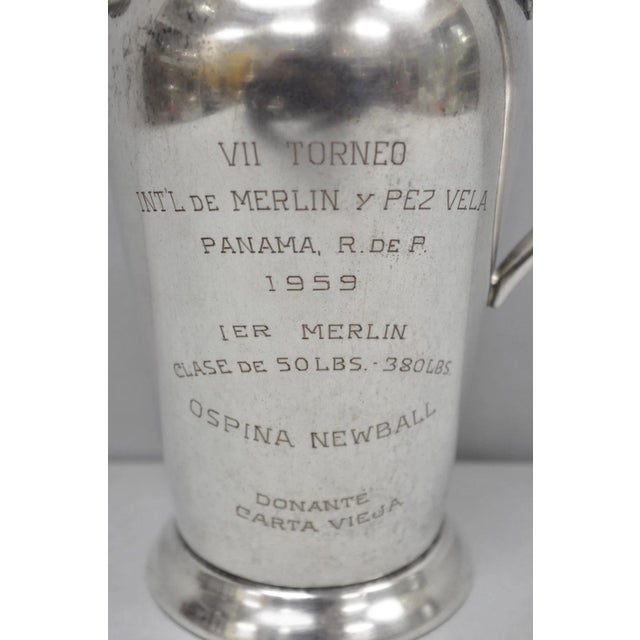 VII TORNEO
INT'L DE MERLIN Y PEZ VELA
PANAMA, R. DE P.
1959
1ER MERLIN
CLASE DE 50 LBS. - 380 LBS.
OSPINA NEWBALL
DONANTE
CARTA VIEJA